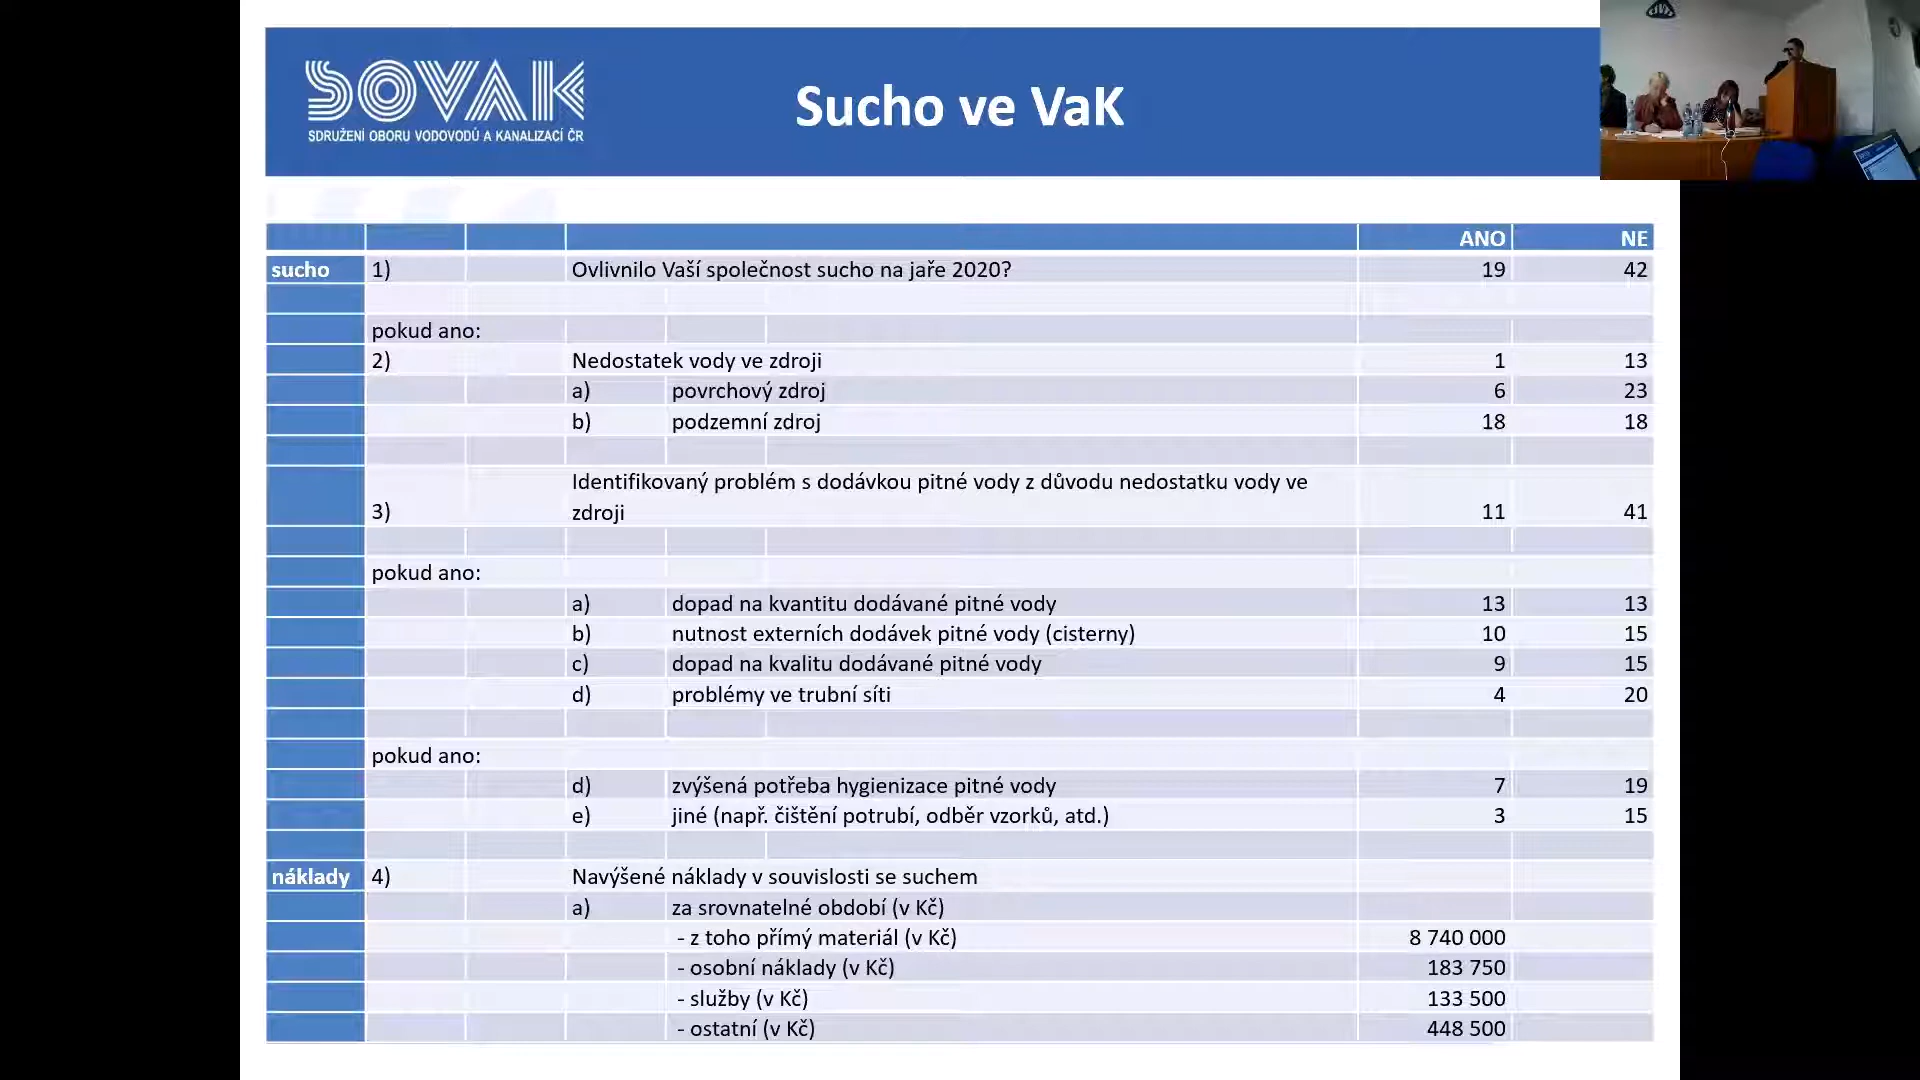 SOVAK
SDRUŽENÍ OBORU VODOVODŮ A KANALIZACÍ ČR
Sucho ve VaK
ANO NE
sucho 1) Ovlivnilo Vaší společnost sucho na jaře 2020? 19 42
pokud ano:
2) Nedostatek vody ve zdroji 1 13
a) povrchový zdroj 6 23
b) podzemní zdroj 18 18
Identifikovaný problém s dodávkou pitné vody z důvodu nedostatku vody ve
3) zdroji 11 41
pokud ano:
a) dopad na kvantitu dodávané pitné vody 13 13
b) nutnost externích dodávek pitné vody (cisterny) 10 15
c) dopad na kvalitu dodávané pitné vody 9 15
d) problémy ve trubní síti 4 20
pokud ano:
d) zvýšená potřeba hygienizace pitné vody 7 19
e) jiné (např. čištění potrubí, odběr vzorků, atd.) 3 15
náklady 4) Navýšené náklady v souvislosti se suchem
a) za srovnatelné období (v Kč)
- z toho přímý materiál (v Kč) 8 740 000
- osobní náklady (v Kč) 183 750
- služby (v Kč) 133 500
- ostatní (v Kč) 448 500